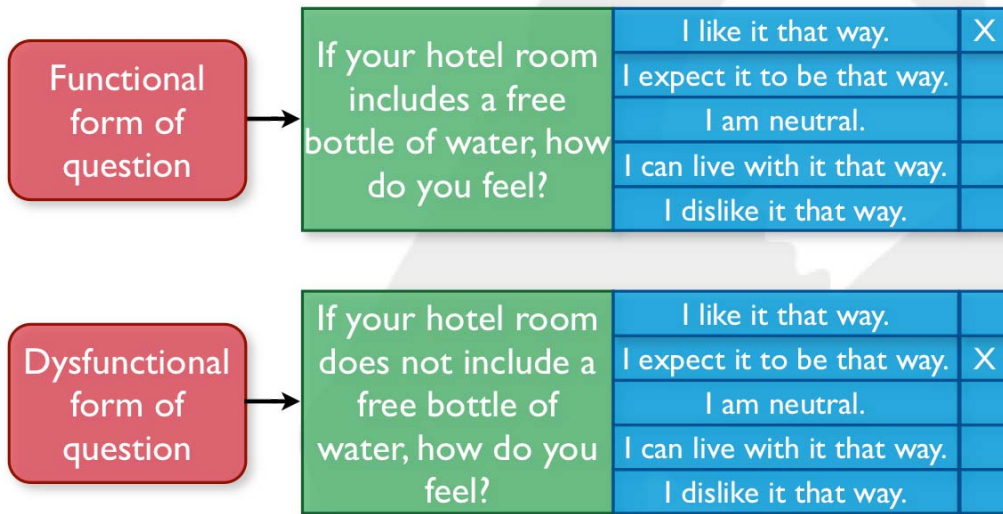 Functional
form of
question
If your hotel room
includes a free
bottle of water, how
do you feel?
I like it that way.
X
I expect it to be that way.
I am neutral.
I can live with it that way.
I dislike it that way.
Dysfunctional
form of
question
If your hotel room
does not include a
free bottle of
water, how do you
feel?
I like it that way.
I expect it to be that way.
X
I am neutral.
I can live with it that way.
I dislike it that way.